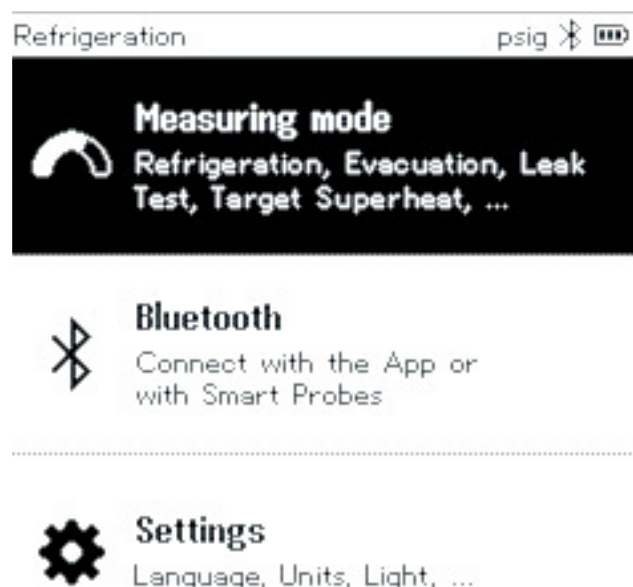 Refrigeration psig
Measuring mode
Refrigeration, Evacuation, Leak
Test, Target Superheat, ...
Bluetooth
Connect with the App or
with Smart Probes
Settings
Language, Units, Light, ...